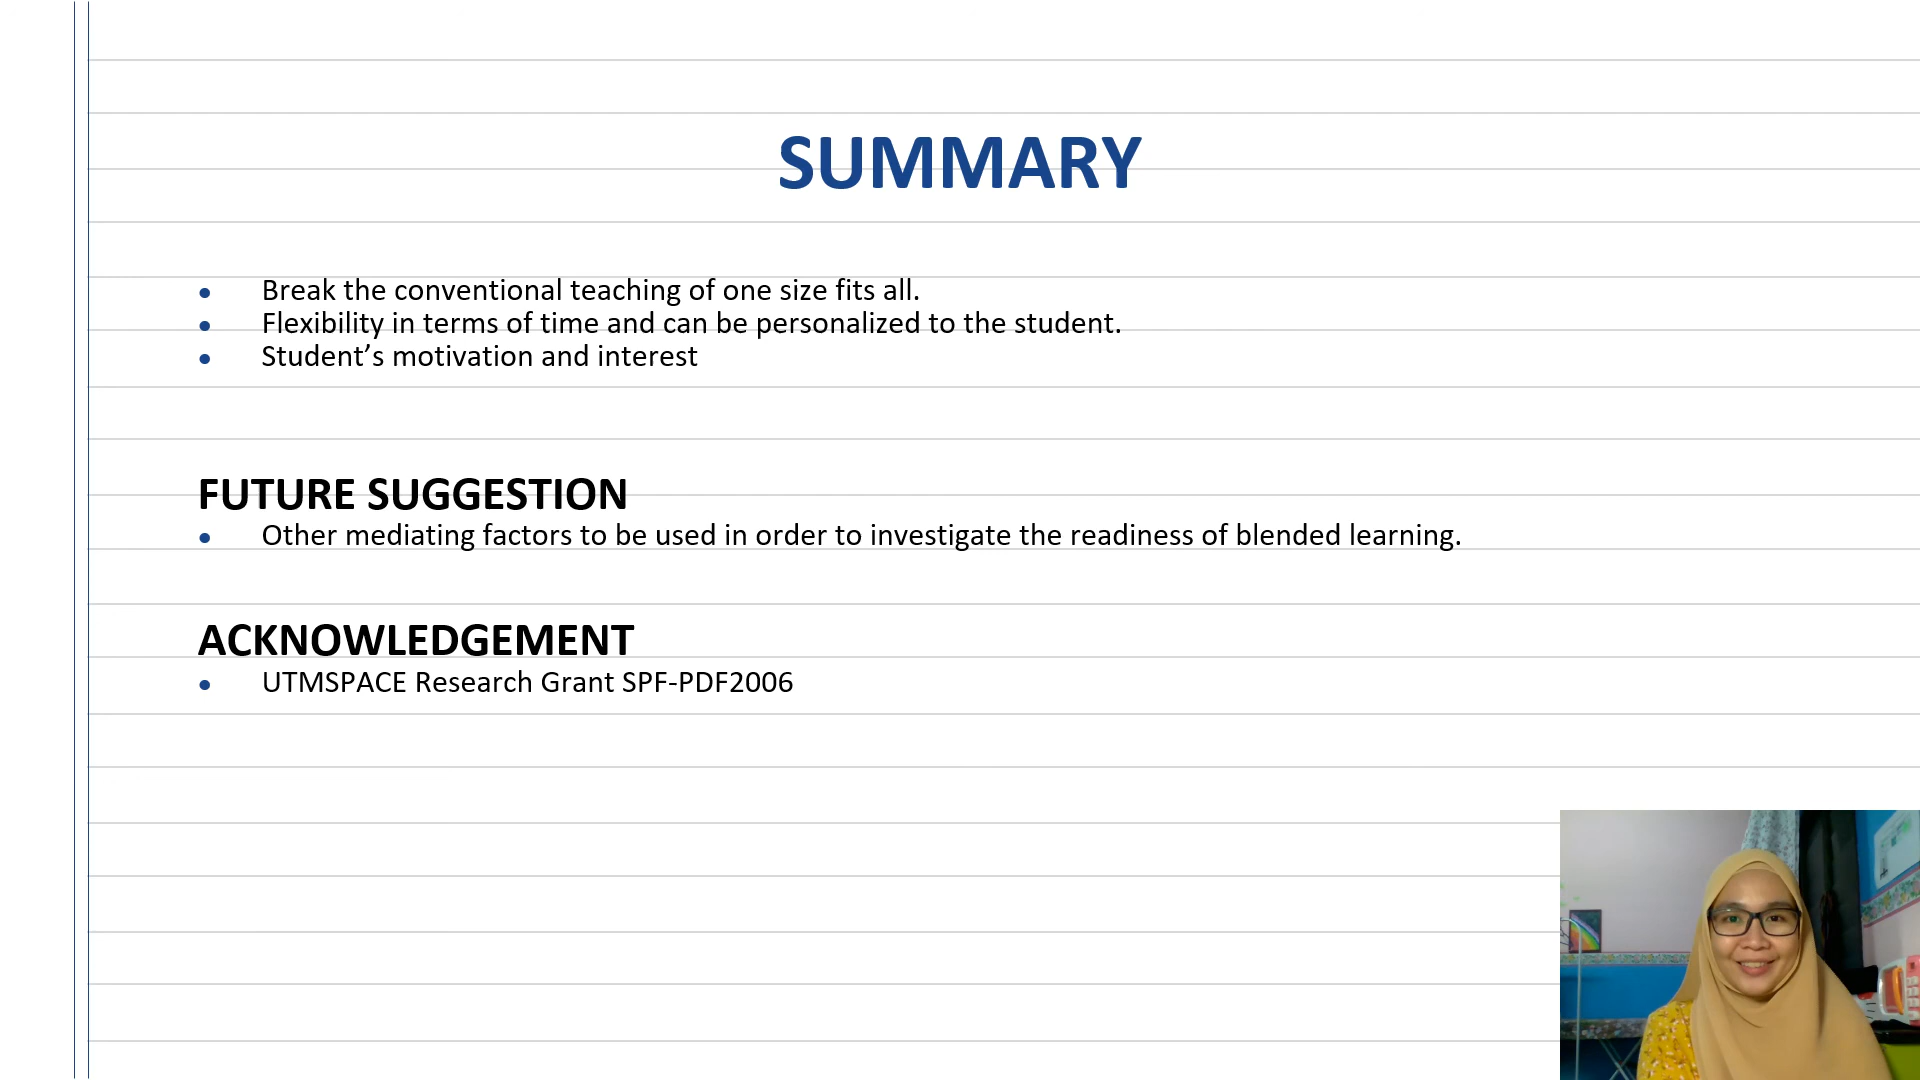 SUMMARY
Break the conventional teaching of one size fits all.
Flexibility in terms of time and can be personalized to the student.
Student’s motivation and interest
FUTURE SUGGESTION
Other mediating factors to be used in order to investigate the readiness of blended learning.
ACKNOWLEDGEMENT
UTMSPACE Research Grant SPF-PDF2006